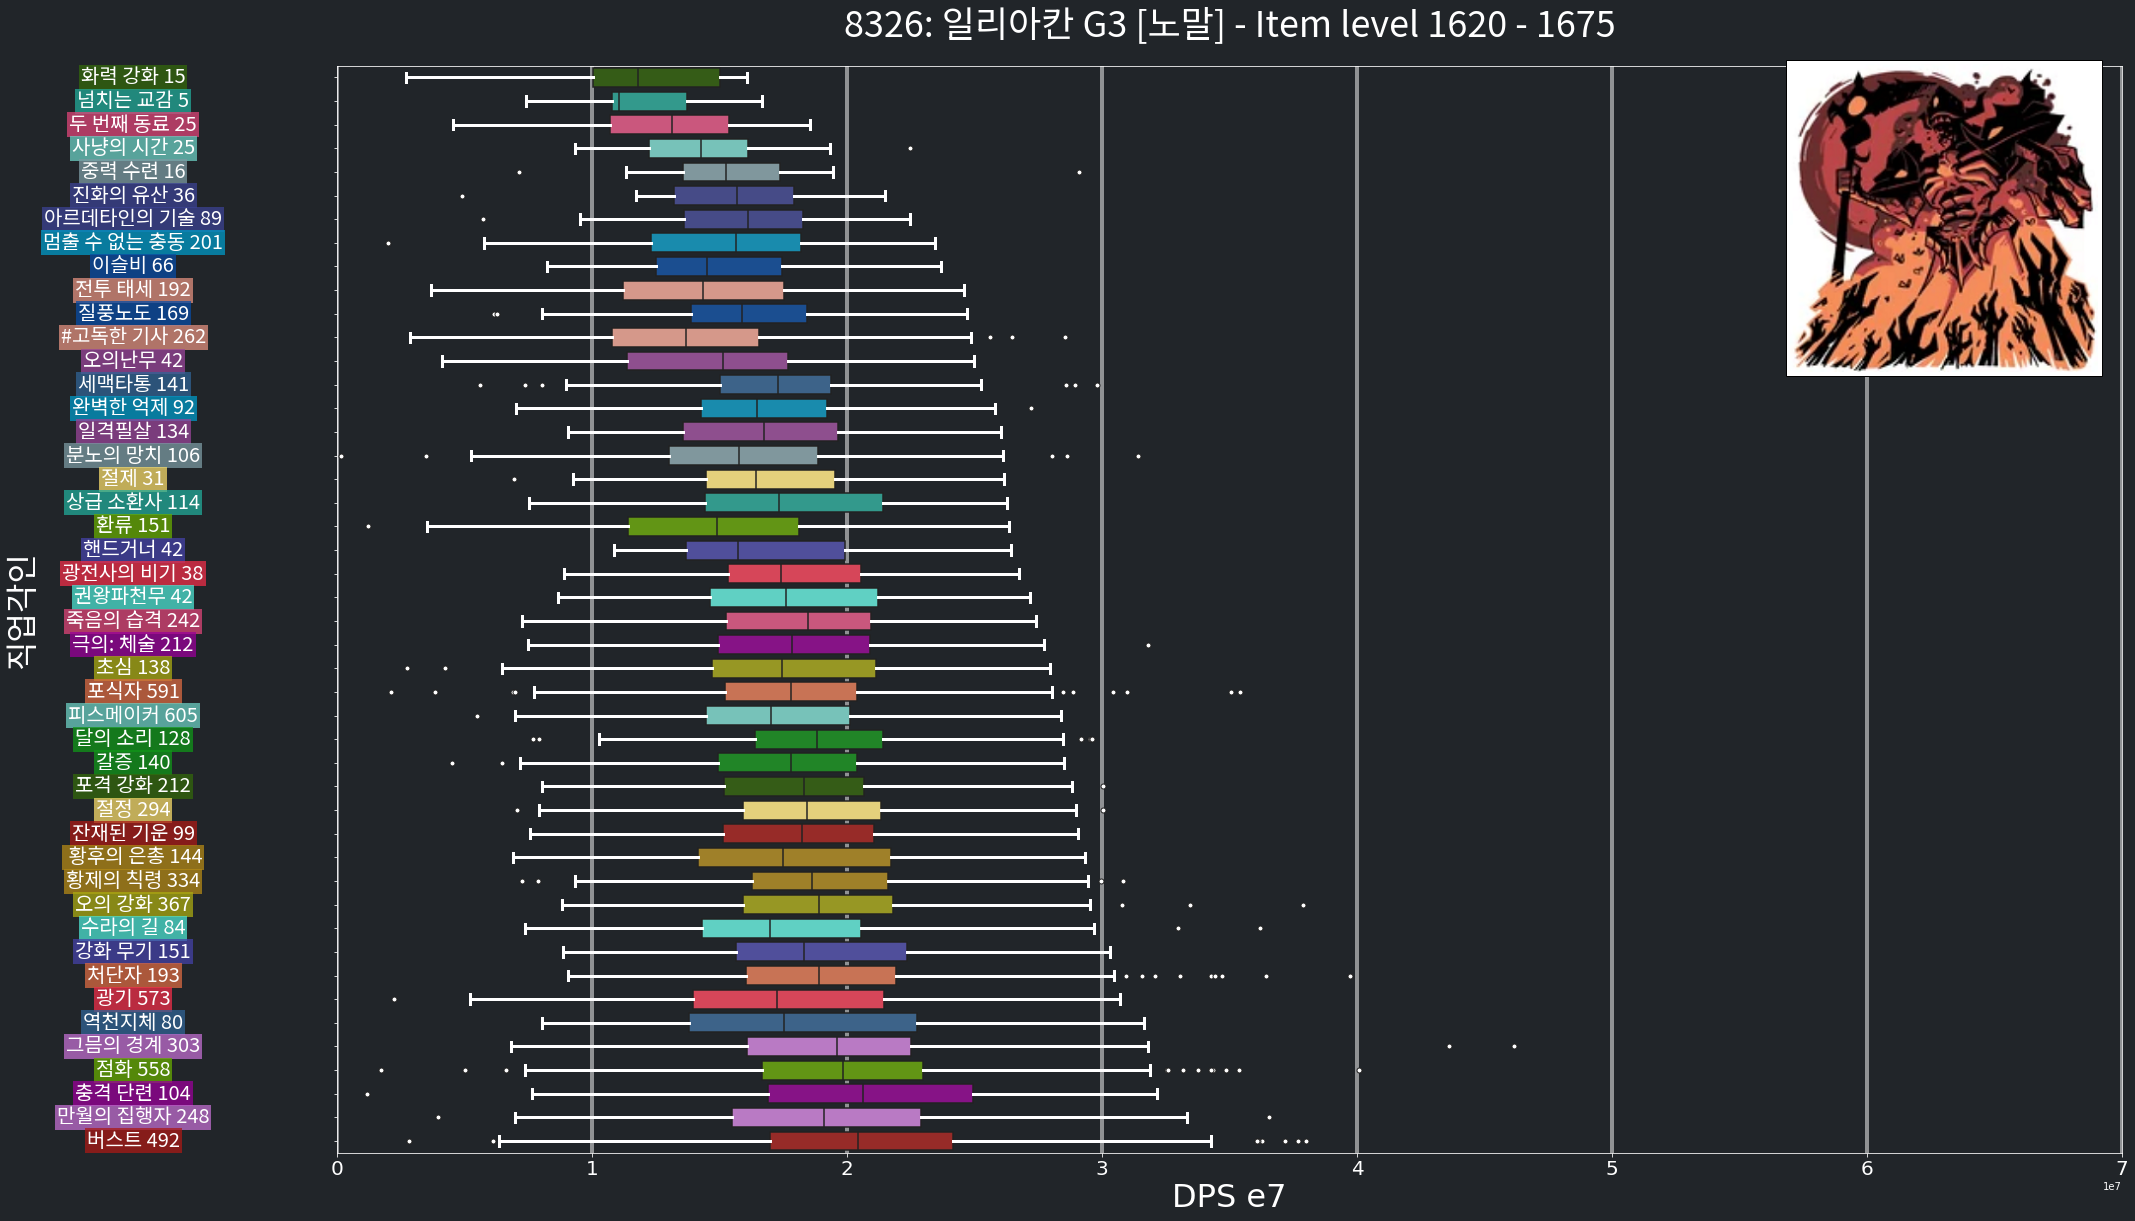 8326: 일리아칸 G3 [노말] - Item level 1620 - 1675
화력 강화 15
넘치는 교감 5
두 번째 동료 25
사냥의 시간 25
중력 수련 16
진화의 유산 36
아르데타인의 기술 89
멈출 수 없는 충동 201
이슬비 66
전투 태세 192
질풍노도 169
#고독한 기사 262
오의난무 42
세맥타통 141
완벽한 억제 92
일격필살 134
분노의 망치 106
절제 31
상급 소환사 114
환류 151
핸드거너 42
광전사의 비기 38
권왕파천무 42
죽음의 습격 242
극의: 체술 212
초심 138
포식자 591
피스메이커 605
달의 소리 128
갈증 140
포격 강화 212
절정 294
잔재된 기운 99
황후의 은총 144
황제의 칙령 334
오의 강화 367
수라의 길 84
강화 무기 151
처단자 193
광기 573
역천지체 80
그믐의 경계 303
점화 558
충격 단련 104
만월의 집행자 248
버스트 492
직업각인
0 1 2 3 4 5 6 7
DPS e7
1e7